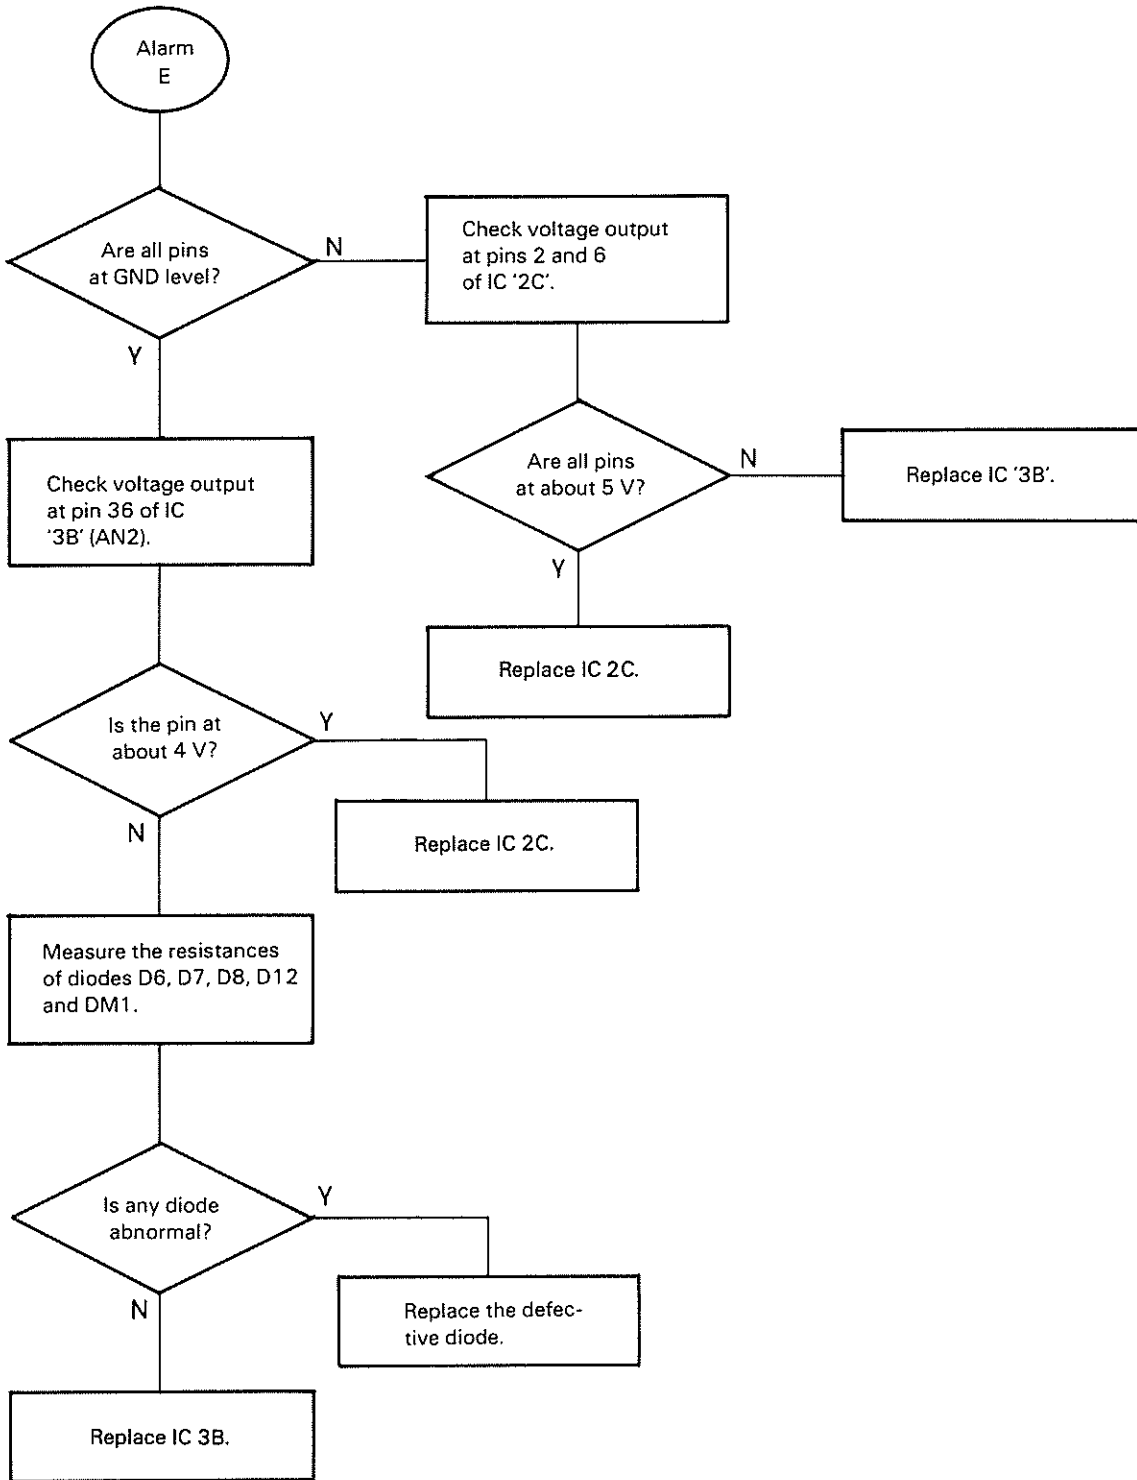 Alarm
E
Are all pins
at GND level?
N
Check voltage output
at pins 2 and 6
of IC '2C'.
Y
Check voltage output
at pin 36 of IC
'3B' (AN2).
Are all pins
at about 5 V?
N
Replace IC '3B'.
Y
Replace IC 2C.
Is the pin at
about 4 V?
Y
Replace IC 2C.
N
Measure the resistances
of diodes D6, D7, D8, D12
and DM1.
Is any diode
abnormal?
Y
Replace the defec-
tive diode.
N
Replace IC 3B.